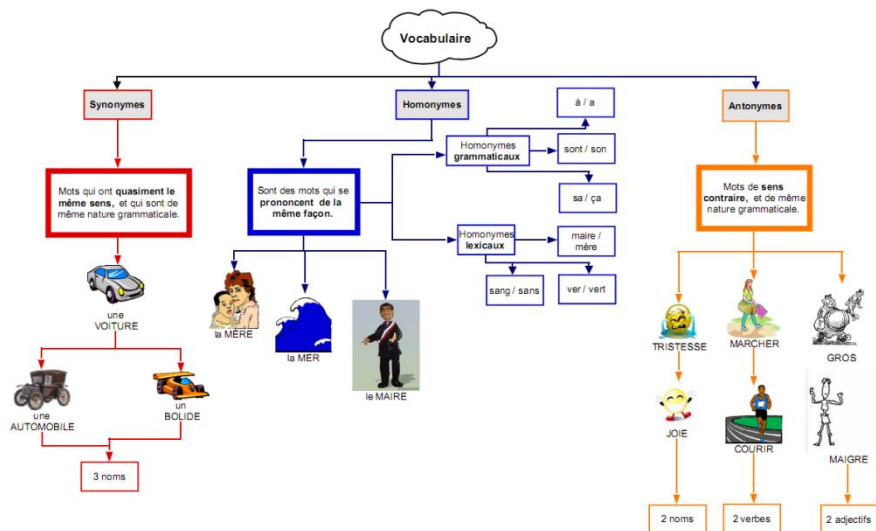 Vocabulaire
Synonymes
Mots qui ont quasiment le
même sens, et qui sont de
même nature grammaticale.
une
VOITURE
une
AUTOMOBILE
un
BOLIDE
3 noms
Homonymes
Sont des mots qui se
prononcent de la
même façon.
la MÈRE
la MER
le MAIRE
Homonymes
grammaticaux
à / a
sont / son
sa / ça
Homonymes
lexicaux
maire /
mère
sang / sans
ver / vert
Antonymes
Mots de sens
contraire, et de même
nature grammaticale.
TRISTESSE
JOIE
2 noms
MARCHER
COURIR
2 verbes
GROS
MAIGRE
2 adjectifs